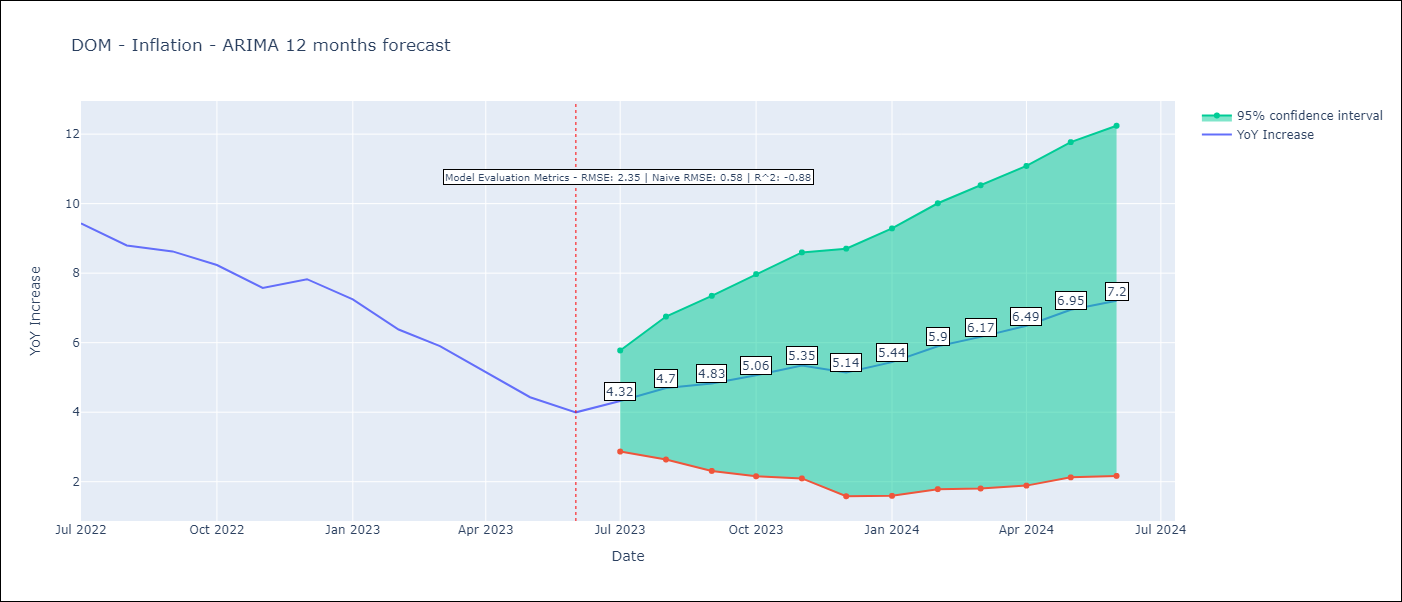 DOM - Inflation - ARIMA 12 months forecast
95% confidence interval
YoY Increase
Model Evaluation Metrics - RMSE: 2.35 | Naive RMSE: 0.58 | R^2: -0.88
YoY Increase
12
10
8
6
4
2
4.32
4.7
4.83
5.06
5.35
5.14
5.44
5.9
6.17
6.49
6.95
7.2
Jul 2022
Oct 2022
Jan 2023
Apr 2023
Jul 2023
Oct 2023
Jan 2024
Apr 2024
Jul 2024
Date